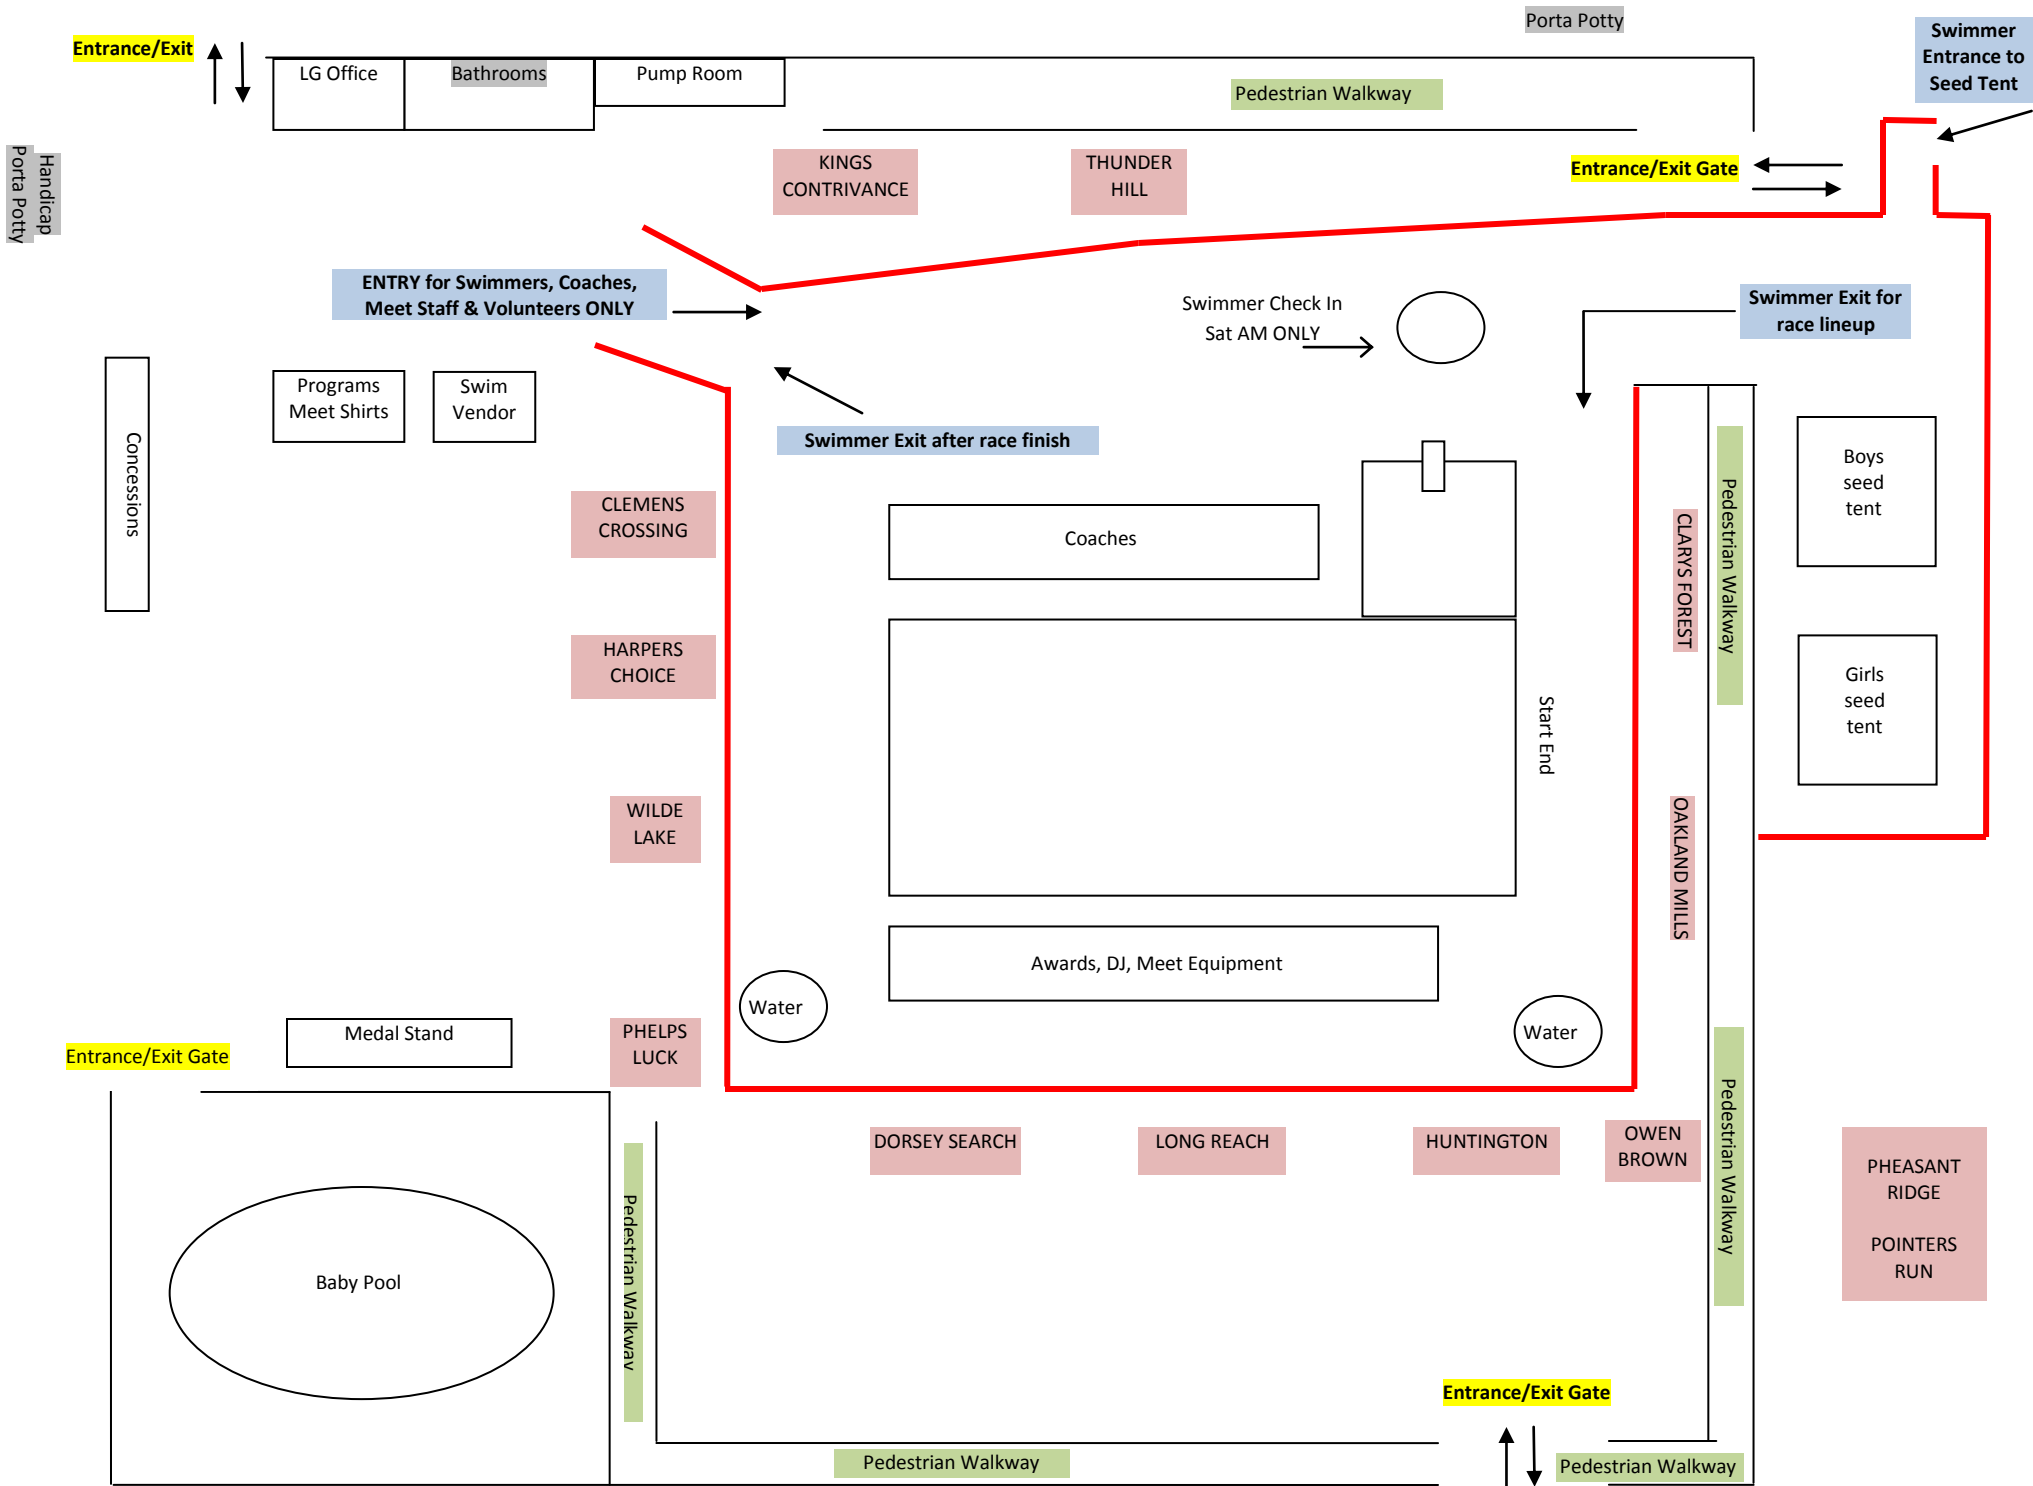 Porta Potty
Swimmer
Entrance to
Seed Tent
Entrance/Exit
LG Office
Bathrooms
Pump Room
Pedestrian Walkway
Handicap
Porta Potty
KINGS
CONTRIVANCE
THUNDER
HILL
Entrance/Exit Gate
ENTRY for Swimmers, Coaches,
Meet Staff & Volunteers ONLY
Swimmer Check In
Sat AM ONLY
Swimmer Exit for
race lineup
Programs
Meet Shirts
Swim
Vendor
Swimmer Exit after race finish
Concessions
CLEMENS
CROSSING
Coaches
CLARYS FOREST
Pedestrian Walkway
Boys
seed
tent
HARPERS
CHOICE
Start End
Girls
seed
tent
WILDE
LAKE
OAKLAND MILLS
Awards, DJ, Meet Equipment
Water
Water
Medal Stand
PHELPS
LUCK
Entrance/Exit Gate
Pedestrian Walkway
DORSEY SEARCH
LONG REACH
HUNTINGTON
OWEN
BROWN
PHEASANT
RIDGE
POINTERS
RUN
Pedestrian Walkway
Baby Pool
Entrance/Exit Gate
Pedestrian Walkway
Pedestrian Walkway